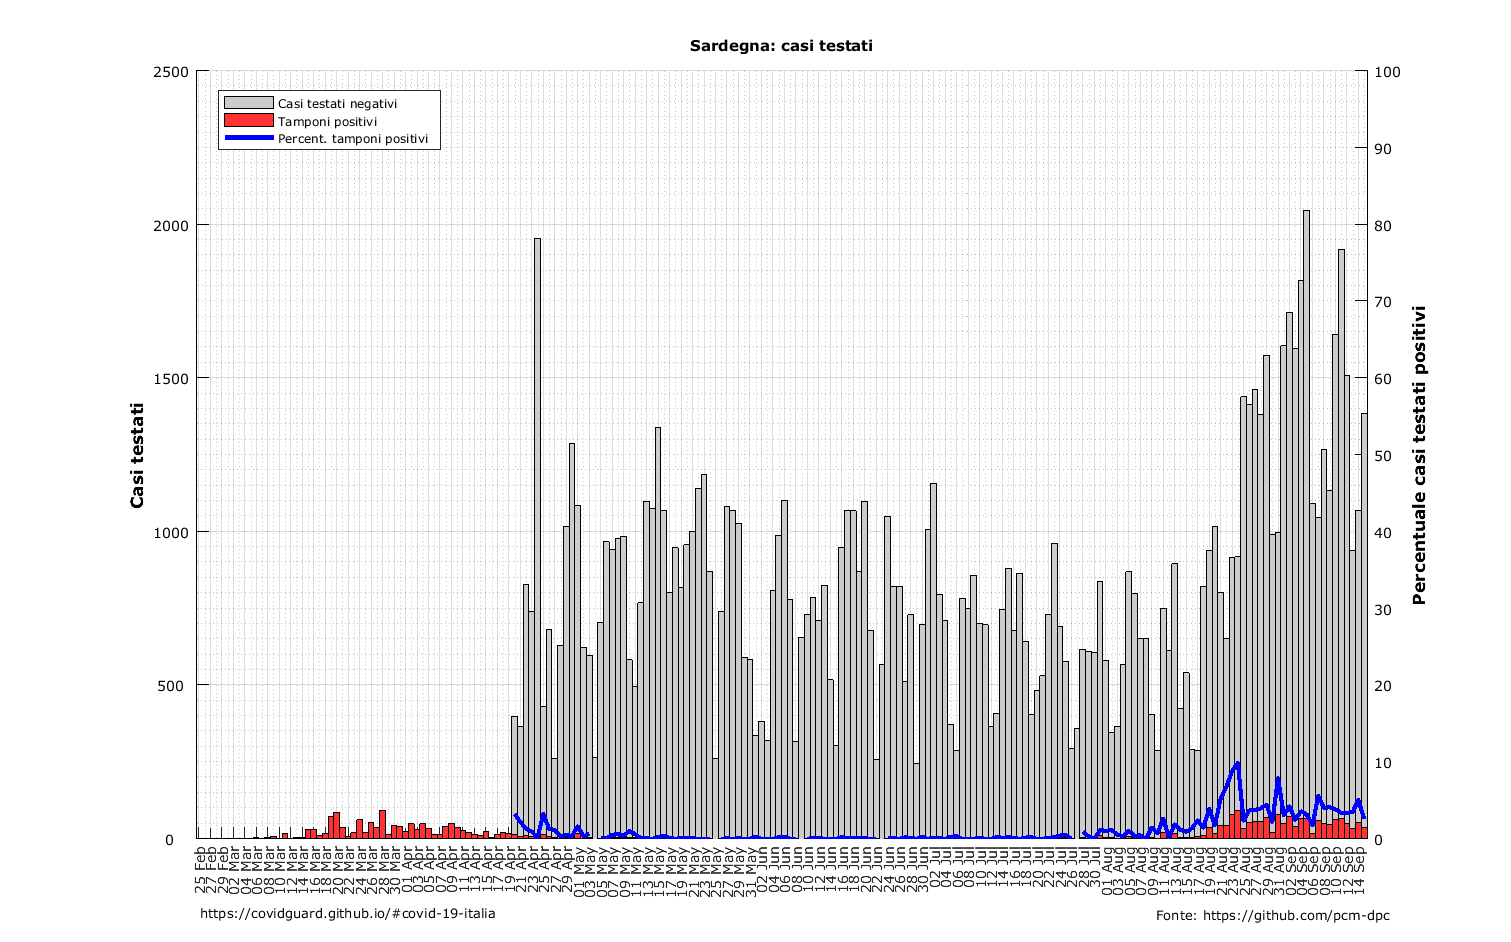 Sardegna: casi testati
Casi testati negativi
Tamponi positivi
Percent. tamponi positivi
2500
2000
1500
1000
500
0
Casi testati
100
90
80
70
60
50
40
30
20
10
0
Percentuale casi testati positivi
25 Feb
27 Feb
29 Feb
02 Mar
04 Mar
06 Mar
08 Mar
10 Mar
12 Mar
14 Mar
16 Mar
18 Mar
20 Mar
22 Mar
24 Mar
26 Mar
28 Mar
30 Mar
01 Apr
03 Apr
05 Apr
07 Apr
09 Apr
11 Apr
13 Apr
15 Apr
17 Apr
19 Apr
21 Apr
23 Apr
25 Apr
27 Apr
29 Apr
01 May
03 May
05 May
07 May
09 May
11 May
13 May
15 May
17 May
19 May
21 May
23 May
25 May
27 May
29 May
31 May
02 Jun
04 Jun
06 Jun
08 Jun
10 Jun
12 Jun
14 Jun
16 Jun
18 Jun
20 Jun
22 Jun
24 Jun
26 Jun
28 Jun
30 Jun
02 Jul
04 Jul
06 Jul
08 Jul
10 Jul
12 Jul
14 Jul
16 Jul
18 Jul
20 Jul
22 Jul
24 Jul
26 Jul
28 Jul
30 Jul
01 Aug
03 Aug
05 Aug
07 Aug
09 Aug
11 Aug
13 Aug
15 Aug
17 Aug
19 Aug
21 Aug
23 Aug
25 Aug
27 Aug
29 Aug
31 Aug
02 Sep
04 Sep
06 Sep
08 Sep
10 Sep
12 Sep
14 Sep
https://covidguard.github.io/#covid-19-italia
Fonte: https://github.com/pcm-dpc